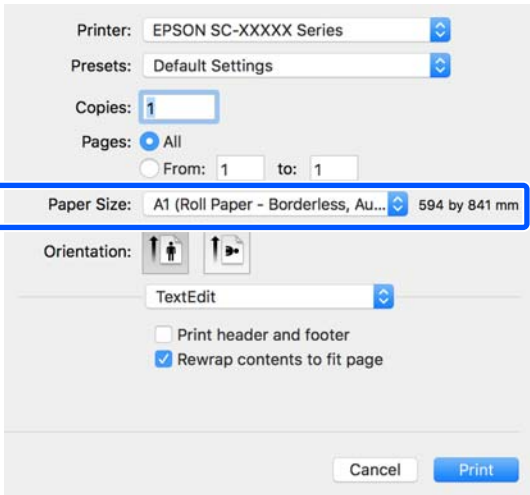 Printer: EPSON SC-XXXXX Series
Presets: Default Settings
Copies: 1
Pages: All
From: 1 to: 1
Paper Size: A1 (Roll Paper - Borderless, Au... 594 by 841 mm
Orientation:
TextEdit
Print header and footer
Rewrap contents to fit page
Cancel Print